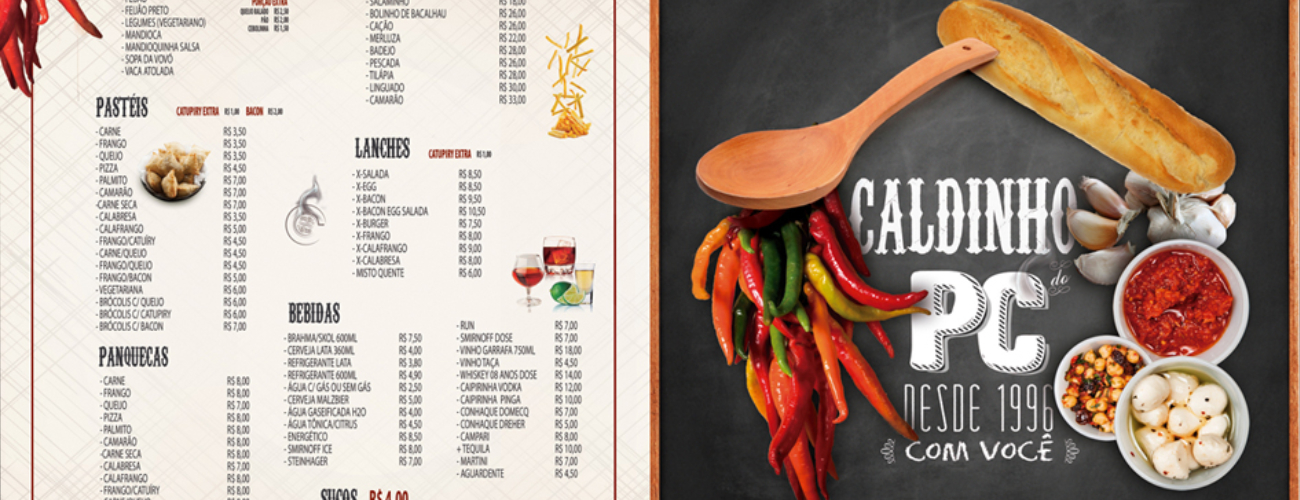 - FEIJÃO PRETO
- LEGUMES (VEGETARIANO)
- MANDIOCA
- MANDIOQUINHA SALSA
- SOPA DA VOVÓ
- VACA ATOLADA
PORÇÃO EXTRA
QUEIJO RALADO R$ 2,50
PÃO R$ 2,00
CEBOLINHA R$ 1,50
PASTÉIS CATUPIRY EXTRA R$ 1,00 BACON R$ 2,00
- CARNE R$ 3,50
- FRANGO R$ 3,50
- QUEIJO R$ 3,50
- PIZZA R$ 4,50
- PALMITO R$ 7,00
- CAMARÃO R$ 7,00
-CARNE SECA R$ 7,00
- CALABRESA R$ 3,50
- CALAFRANGO R$ 5,00
- FRANGO/CATUÍRY R$ 4,50
- CARNE/QUEIJO R$ 4,50
- FRANGO/QUEIJO R$ 4,50
- FRANGO/BACON R$ 5,00
- VEGETARIANA R$ 6,00
- BRÓCOLIS C/ QUEIJO R$ 6,00
- BRÓCOLIS C/ CATUPIRY R$ 6,00
- BRÓCOLIS C/ BACON R$ 7,00
PANQUECAS
- CARNE R$ 8,00
- FRANGO R$ 8,00
- QUEIJO R$ 7,00
- PIZZA R$ 8,00
- PALMITO R$ 8,00
- CAMARÃO R$ 8,00
-CARNE SECA R$ 8,00
- CALABRESA R$ 7,00
- CALAFRANGO R$ 8,00
- FRANGO/CATUÍRY R$ 8,00
- SALAMINHO R$ 18,00
- BOLINHO DE BACALHAU R$ 26,00
- CAÇÃO R$ 26,00
- MERLUZA R$ 22,00
- BADEJO R$ 28,00
- PESCADA R$ 26,00
- TILÁPIA R$ 28,00
- LINGUADO R$ 30,00
- CAMARÃO R$ 33,00
LANCHES CATUPIRY EXTRA R$ 1,00
- X-SALADA R$ 8,50
- X-EGG R$ 8,50
- X-BACON R$ 9,50
- X-BACON EGG SALADA R$ 10,50
- X-BURGER R$ 7,50
- X-FRANGO R$ 8,00
- X-CALAFRANGO R$ 9,00
- X-CALABRESA R$ 8,00
- MISTO QUENTE R$ 6,00
BEBIDAS
- BRAHMA/SKOL 600ML R$ 7,50
- CERVEJA LATA 360ML R$ 4,00
- REFRIGERANTE LATA R$ 3,80
- REFRIGERANTE 600ML R$ 4,90
- ÁGUA C/ GÁS OU SEM GÁS R$ 2,50
- CERVEJA MALZBIER R$ 5,00
- ÁGUA GASEIFICADA H2O R$ 4,00
- ÁGUA TÔNICA/CITRUS R$ 4,50
- ENERGÉTICO R$ 8,50
- SMIRNOFF ICE R$ 8,00
- STEINHAGER R$ 7,00
- RUN R$ 7,00
- SMIRNOFF DOSE R$ 7,00
- VINHO GARRAFA 750ML R$ 18,00
- VINHO TAÇA R$ 4,50
- WHISKEY 08 ANOS DOSE R$ 14,00
- CAIPIRINHA VODKA R$ 12,00
- CAIPIRINHA PINGA R$ 10,00
- CONHAQUE DOMECQ R$ 7,00
- CONHAQUE DREHER R$ 5,00
- CAMPARI R$ 8,00
+ TEQUILA R$ 10,00
- MARTINI R$ 7,00
- AGUARDENTE R$ 4,50
SUCOS R$ 4,00
CALDINHO
do
PC
DESDE 1996
COM VOCÊ